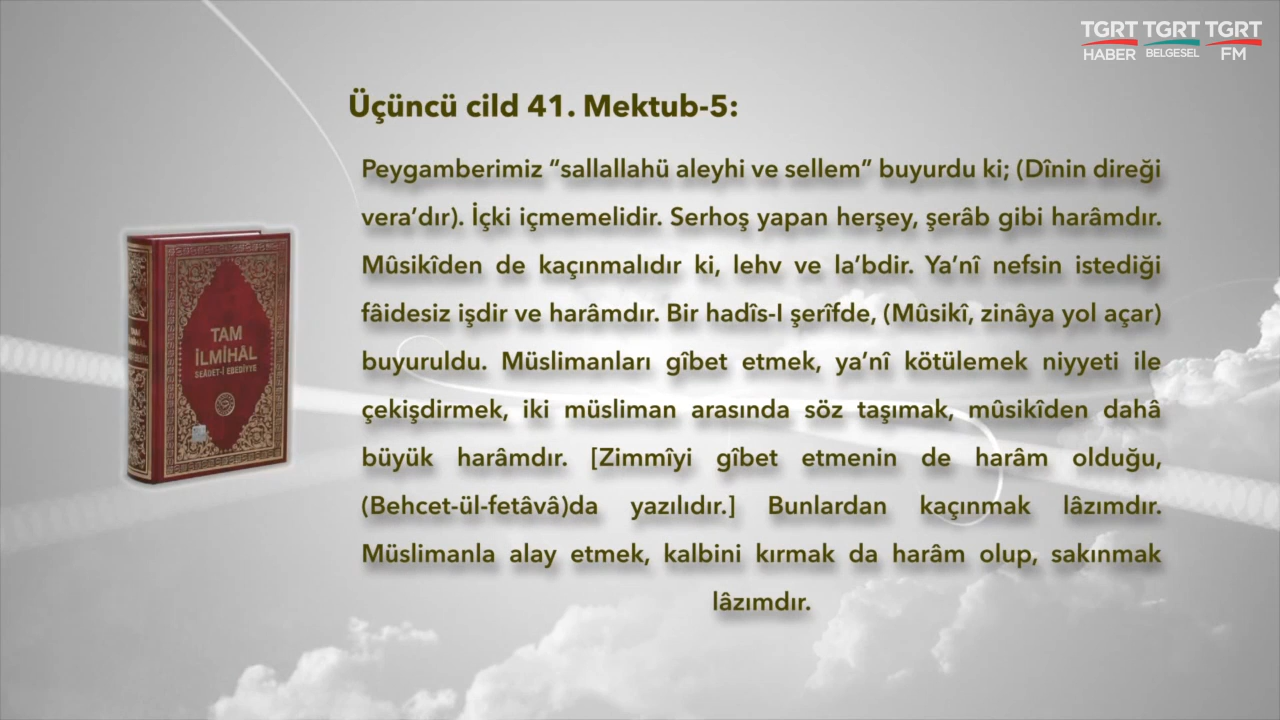 TGRT TGRT TGRT
HABER BELGESEL FM
Üçüncü cild 41. Mektub-5:
Peygamberimiz “sallallahü aleyhi ve sellem” buyurdu ki; (Dînin direği
vera’dır). İçki içmemelidir. Serhoş yapan herşey, şerâb gibi harâmdır.
Mûsikîden de kaçınmalıdır ki, lehv ve la’bdir. Ya’nî nefsin istediği
fâidesiz işdir ve harâmdır. Bir hadîs-I şerîfde, (Mûsikî, zinâya yol açar)
buyuruldu. Müslimanları gîbet etmek, ya’nî kötülemek niyyeti ile
çekişdirmek, iki müsliman arasında söz taşımak, mûsikîden dahâ
büyük harâmdır. [Zimmîyi gîbet etmenin de harâm olduğu,
(Behcet-ül-fetâvâ)da yazılıdır.] Bunlardan kaçınmak lâzımdır.
Müslimanla alay etmek, kalbini kırmak da harâm olup, sakınmak
lâzımdır.
TAM
İLMİHÂL
SEÂDET-İ EBEDİYYE